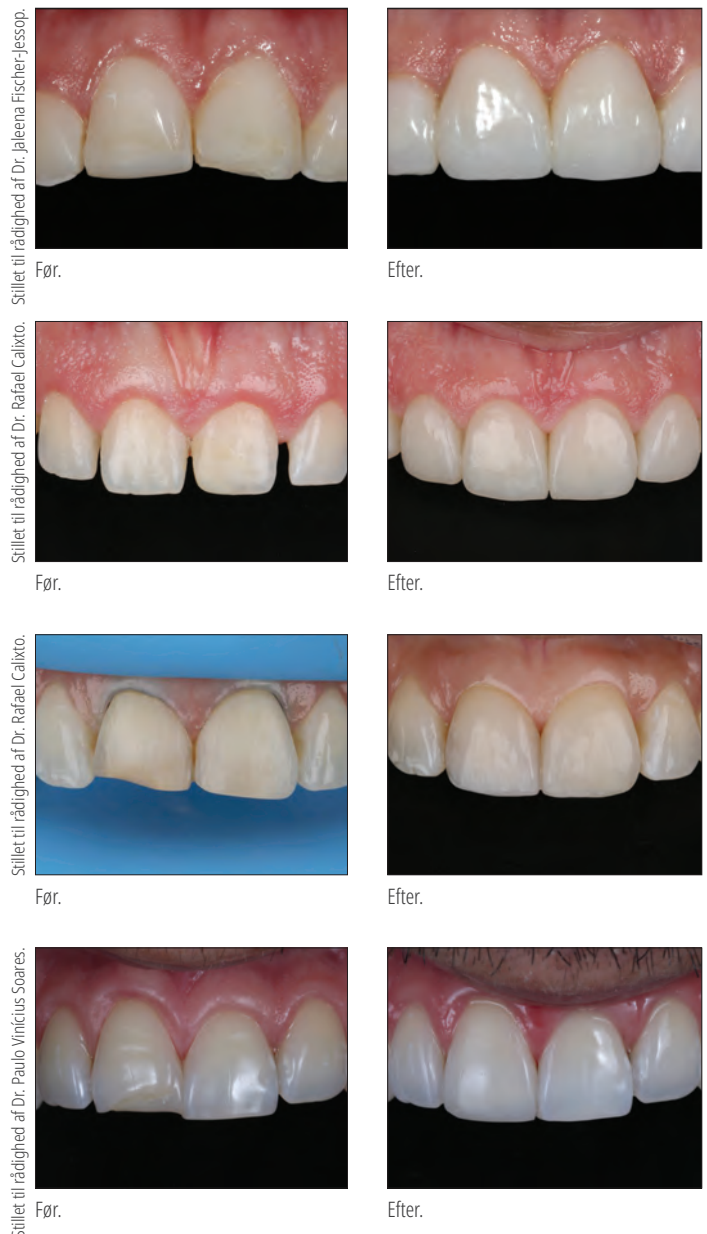 Stillet til rådighed af Dr. Jaleena Fischer-Jessop.
Før.
Efter.
Stillet til rådighed af Dr. Rafael Calixto.
Før.
Efter.
Stillet til rådighed af Dr. Rafael Calixto.
Før.
Efter.
Stillet til rådighed af Dr. Paulo Vinícius Soares.
Før.
Efter.